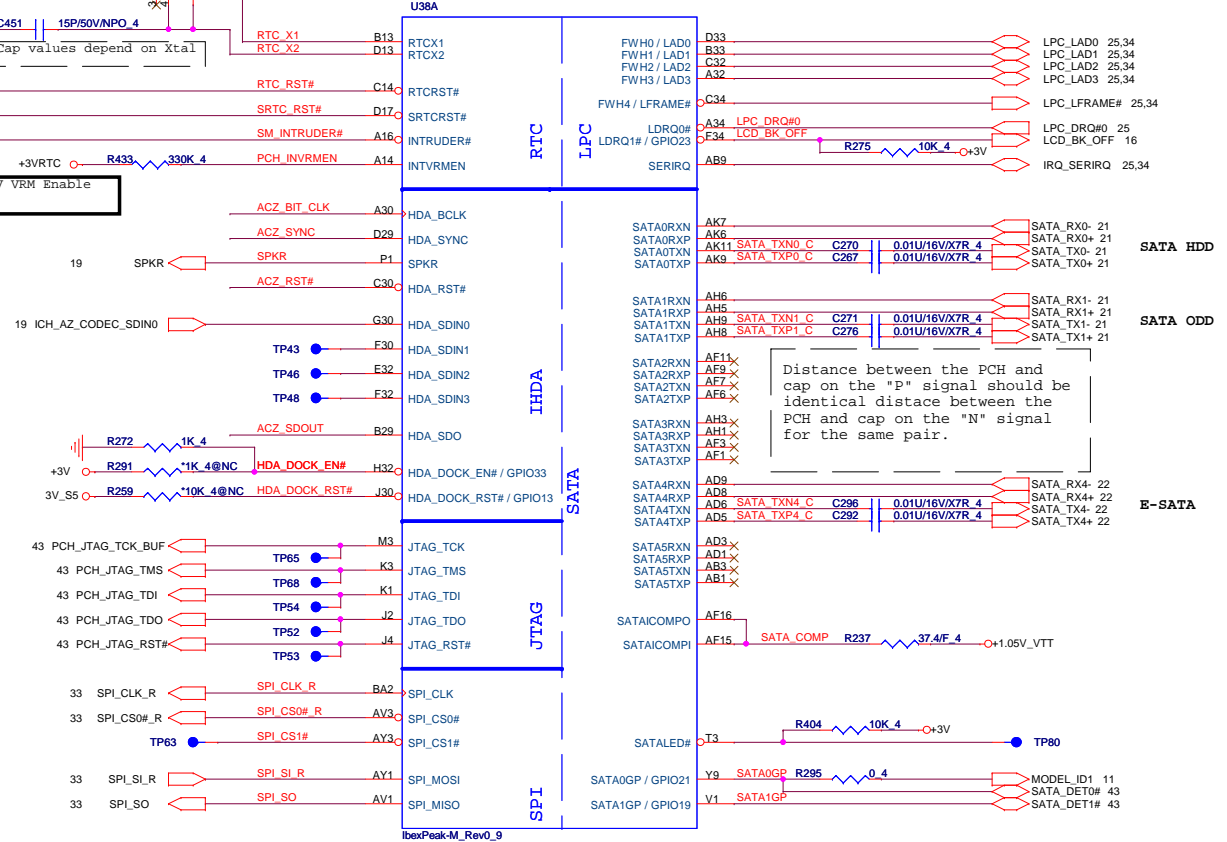 U38A
C451 15P/50V/NPO_4
Cap values depend on Xtal
RTC_X1 B13 RTCX1
RTC_X2 D13 RTCX2
RTC_RST# C14 RTCRST#
SRTC_RST# D17 SRTCRST#
SM_INTRUDER# A16 INTRUDER#
+3VRTC R433 330K_4 PCH_INVRMEN A14 INTVRMEN
VRM Enable
RTC
LPC
FWH0 / LAD0 D33 LPC_LAD0 25,34
FWH1 / LAD1 B33 LPC_LAD1 25,34
FWH2 / LAD2 C32 LPC_LAD2 25,34
FWH3 / LAD3 A32 LPC_LAD3 25,34
FWH4 / LFRAME# C34 LPC_LFRAME# 25,34
LDRQ0# A34 LPC_DRQ#0 LPC_DRQ#0 25
LDRQ1# / GPIO23 F34 LCD_BK_OFF LCD_BK_OFF 16
R275 10K_4 +3V
SERIRQ AB9 IRQ_SERIRQ 25,34
ACZ_BIT_CLK A30 HDA_BCLK
ACZ_SYNC D29 HDA_SYNC
19 SPKR SPKR P1 SPKR
ACZ_RST# C30 HDA_RST#
19 ICH_AZ_CODEC_SDIN0 G30 HDA_SDIN0
TP43 F30 HDA_SDIN1
TP46 E32 HDA_SDIN2
TP48 F32 HDA_SDIN3
ACZ_SDOUT B29 HDA_SDO
R272 1K_4
+3V R291 *1K_4@NC HDA_DOCK_EN# H32 HDA_DOCK_EN# / GPIO33
3V_S5 R259 *10K_4@NC HDA_DOCK_RST# J30 HDA_DOCK_RST# / GPIO13
IHDA
SATA
SATA0RXN AK7 SATA_RX0- 21
SATA0RXP AK6 SATA_RX0+ 21
SATA0TXN AK11 SATA_TXN0_C C270 0.01U/16V/X7R_4 SATA_TX0- 21
SATA0TXP AK9 SATA_TXP0_C C267 0.01U/16V/X7R_4 SATA_TX0+ 21
SATA HDD
SATA1RXN AH6 SATA_RX1- 21
SATA1RXP AH5 SATA_RX1+ 21
SATA1TXN AH9 SATA_TXN1_C C271 0.01U/16V/X7R_4 SATA_TX1- 21
SATA1TXP AH8 SATA_TXP1_C C276 0.01U/16V/X7R_4 SATA_TX1+ 21
SATA ODD
SATA2RXN AF11
SATA2RXP AF9
SATA2TXN AF7
SATA2TXP AF6
SATA3RXN AH3
SATA3RXP AH1
SATA3TXN AF3
SATA3TXP AF1
Distance between the PCH and
cap on the "P" signal should be
identical distace between the
PCH and cap on the "N" signal
for the same pair.
SATA4RXN AD9 SATA_RX4- 22
SATA4RXP AD8 SATA_RX4+ 22
SATA4TXN AD6 SATA_TXN4_C C296 0.01U/16V/X7R_4 SATA_TX4- 22
SATA4TXP AD5 SATA_TXP4_C C292 0.01U/16V/X7R_4 SATA_TX4+ 22
E-SATA
SATA5RXN AD3
SATA5RXP AD1
SATA5TXN AB3
SATA5TXP AB1
43 PCH_JTAG_TCK_BUF TP65 M3 JTAG_TCK
43 PCH_JTAG_TMS TP68 K3 JTAG_TMS
43 PCH_JTAG_TDI TP54 K1 JTAG_TDI
43 PCH_JTAG_TDO TP52 J2 JTAG_TDO
43 PCH_JTAG_RST# TP53 J4 JTAG_RST#
JTAG
SATAICOMPO AF16
SATAICOMPI AF15 SATA_COMP R237 37.4/F_4 +1.05V_VTT
33 SPI_CLK_R SPI_CLK_R BA2 SPI_CLK
33 SPI_CS0#_R SPI_CS0#_R AV3 SPI_CS0#
TP63 SPI_CS1# AY3 SPI_CS1#
33 SPI_SI_R SPI_SI_R AY1 SPI_MOSI
33 SPI_SO SPI_SO AV1 SPI_MISO
SPI
R404 10K_4 +3V
SATALED# T3 TP80
SATA0GP / GPIO21 Y9 SATA0GP R295 0_4 MODEL_ID1 11
SATA_DET0# 43
SATA1GP / GPIO19 V1 SATA1GP SATA_DET1# 43
IbexPeak-M_Rev0_9